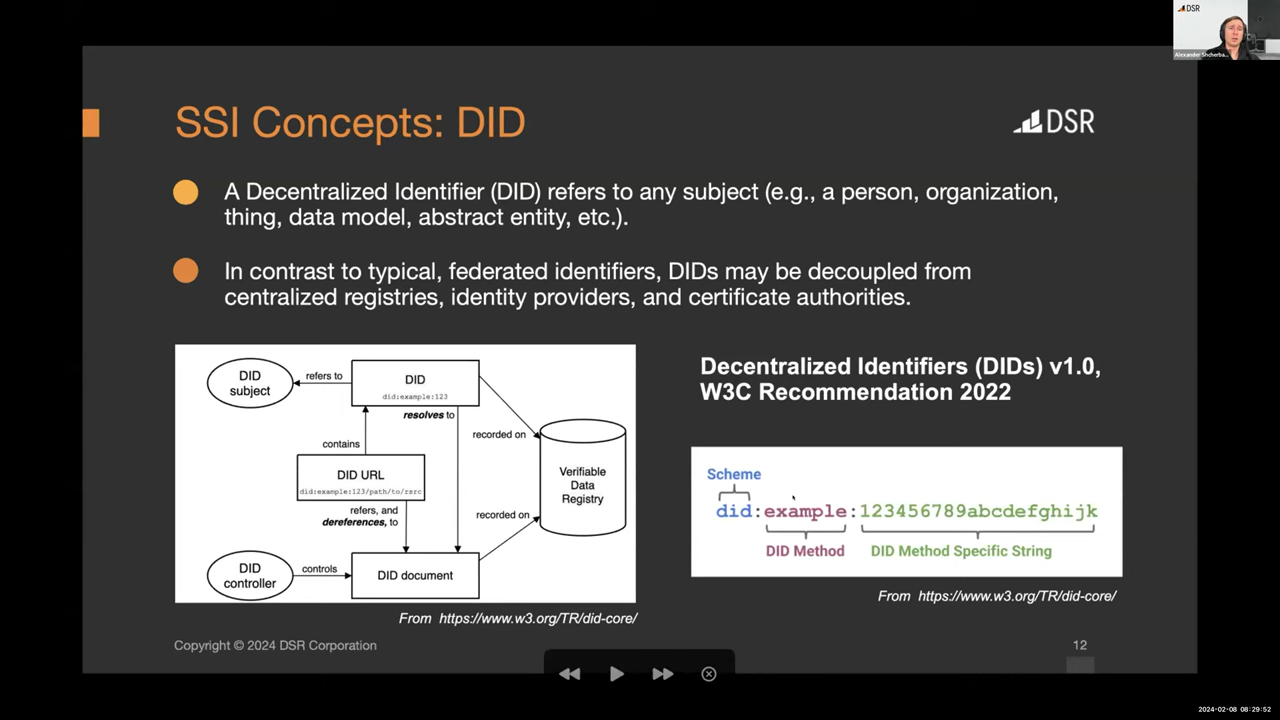 DSR
Alexander Shcherba...
SSI Concepts: DID
DSR
A Decentralized Identifier (DID) refers to any subject (e.g., a person, organization,
thing, data model, abstract entity, etc.).
In contrast to typical, federated identifiers, DIDs may be decoupled from
centralized registries, identity providers, and certificate authorities.
DID
subject
refers to
DID
did:example:123
resolves to
contains
recorded on
DID URL
did:example:123/path/to/rsrc
Verifiable
Data
Registry
refers, and
dereferences, to
recorded on
DID
controller
controls
DID document
From https://www.w3.org/TR/did-core/
Decentralized Identifiers (DIDs) v1.0,
W3C Recommendation 2022
Scheme
did:example:123456789abcdefghijk
DID Method
DID Method Specific String
From https://www.w3.org/TR/did-core/
Copyright © 2024 DSR Corporation
12
2024-02-08 08:29:52